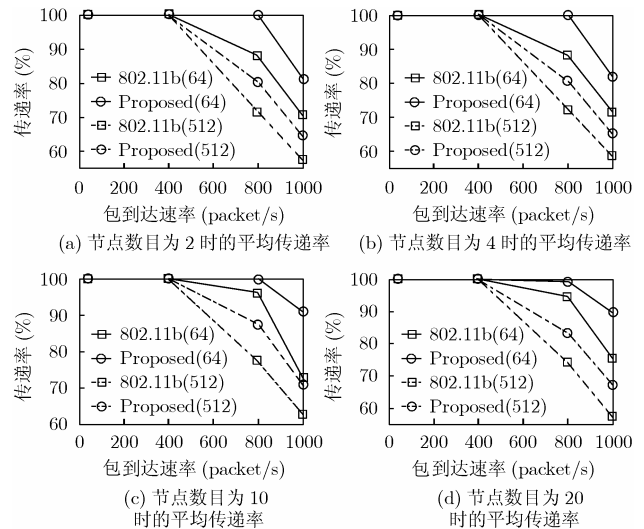 100
90
80
70
60
传递率 (%)
802.11b(64)
Proposed(64)
802.11b(512)
Proposed(512)
0 200 400 600 800 1000
包到达速率 (packet/s)
(a) 节点数目为 2 时的平均传递率
100
90
80
70
60
传递率 (%)
802.11b(64)
Proposed(64)
802.11b(512)
Proposed(512)
0 200 400 600 800 1000
包到达速率 (packet/s)
(b) 节点数目为 4 时的平均传递率
100
90
80
70
60
传递率 (%)
802.11b(64)
Proposed(64)
802.11b(512)
Proposed(512)
0 200 400 600 800 1000
包到达速率 (packet/s)
(c) 节点数目为 10
时的平均传递率
100
90
80
70
60
传递率 (%)
802.11b(64)
Proposed(64)
802.11b(512)
Proposed(512)
0 200 400 600 800 1000
包到达速率 (packet/s)
(d) 节点数目为 20
时的平均传递率